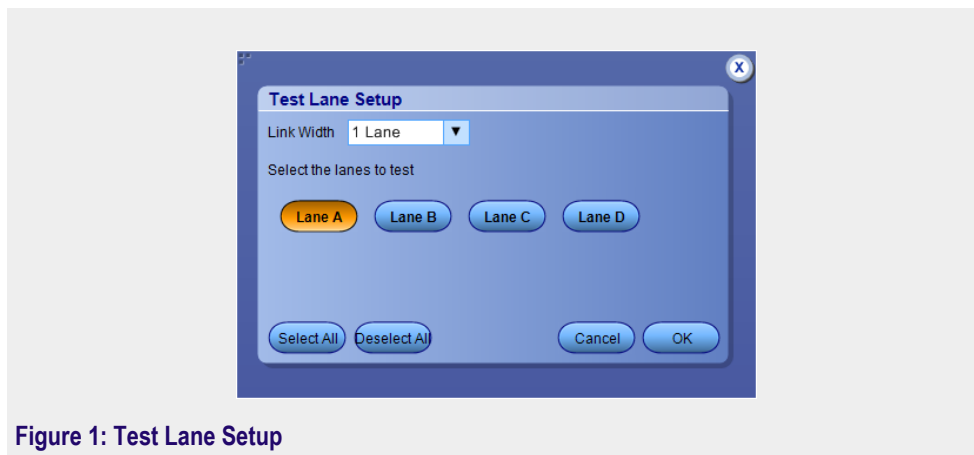 X
Test Lane Setup
Link Width 1 Lane ▼
Select the lanes to test
Lane A Lane B Lane C Lane D
Select All Deselect All Cancel OK
Figure 1: Test Lane Setup